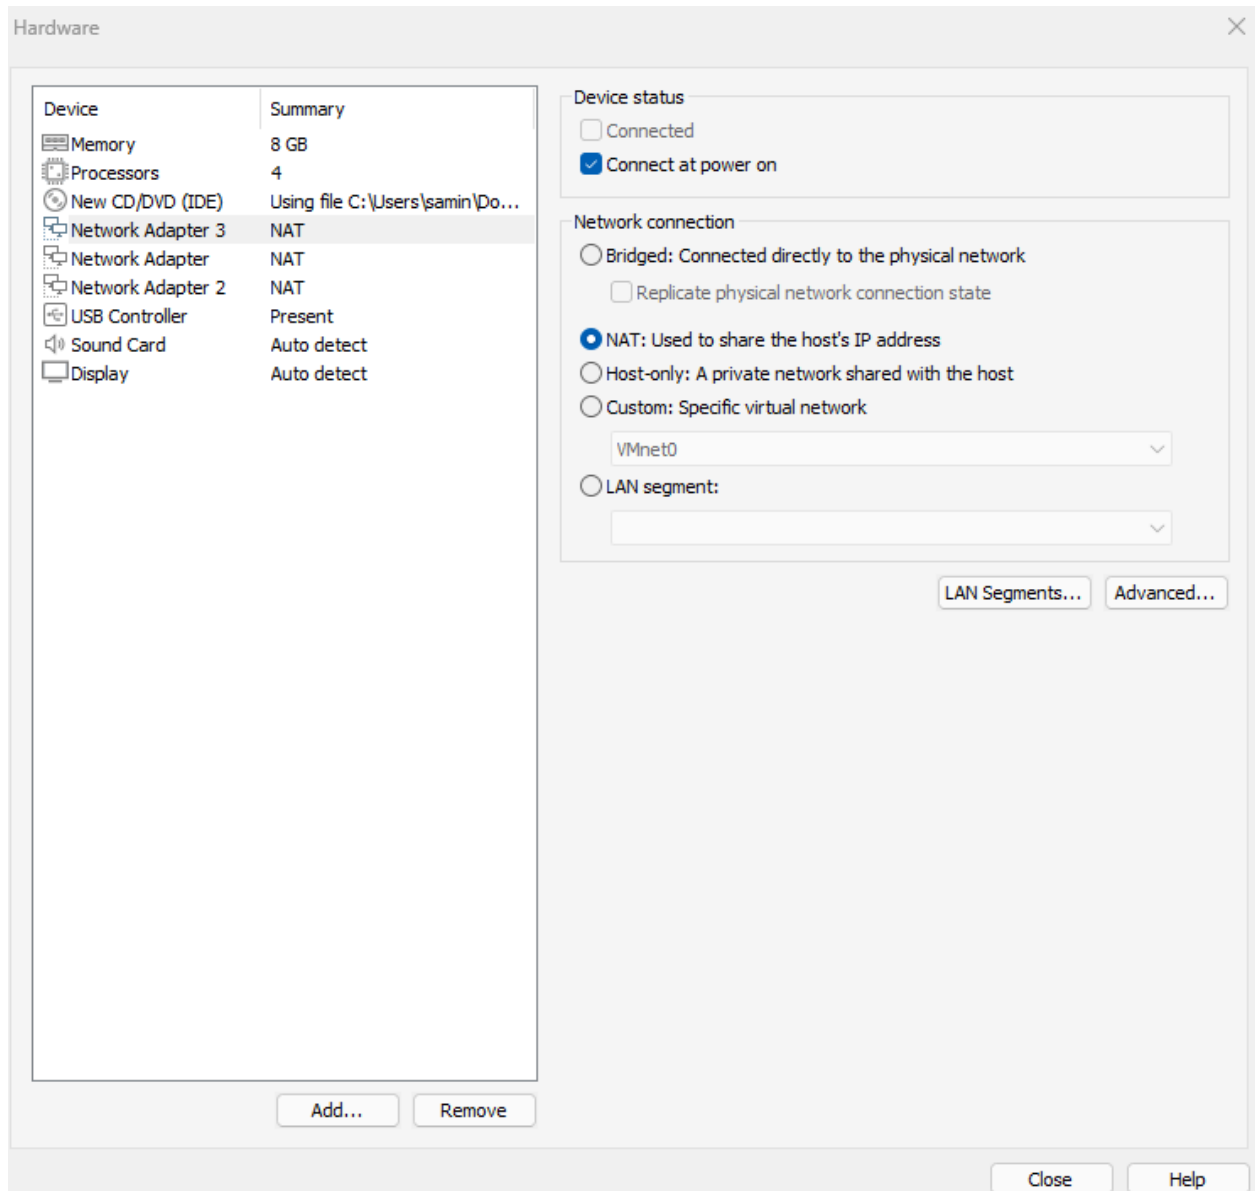 Hardware
Device Summary
Memory 8 GB
Processors 4
New CD/DVD (IDE) Using file C:\Users\samin\Do...
Network Adapter 3 NAT
Network Adapter NAT
Network Adapter 2 NAT
USB Controller Present
Sound Card Auto detect
Display Auto detect
Add... Remove
Device status
Connected
Connect at power on
Network connection
Bridged: Connected directly to the physical network
Replicate physical network connection state
NAT: Used to share the host's IP address
Host-only: A private network shared with the host
Custom: Specific virtual network
VMnet0
LAN segment:
LAN Segments... Advanced...
Close Help